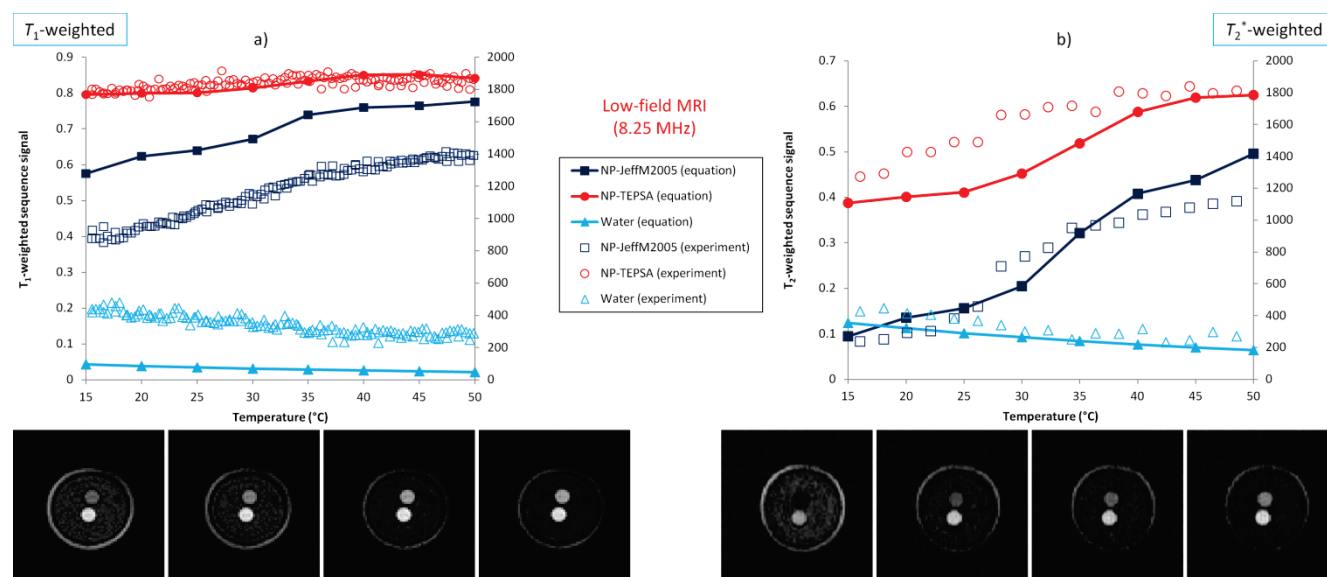 T1-weighted
a)
b)
T2*-weighted
Low-field MRI
(8.25 MHz)
T1-weighted sequence signal
0.9
0.8
0.7
0.6
0.5
0.4
0.3
0.2
0.1
0
2000
1800
1600
1400
1200
1000
800
600
400
200
0
15 20 25 30 35 40 45 50
Temperature (°C)
NP-JeffM2005 (equation)
NP-TEPSA (equation)
Water (equation)
NP-JeffM2005 (experiment)
NP-TEPSA (experiment)
Water (experiment)
T2-weighted sequence signal
0.7
0.6
0.5
0.4
0.3
0.2
0.1
0
2000
1800
1600
1400
1200
1000
800
600
400
200
0
15 20 25 30 35 40 45 50
Temperature (°C)